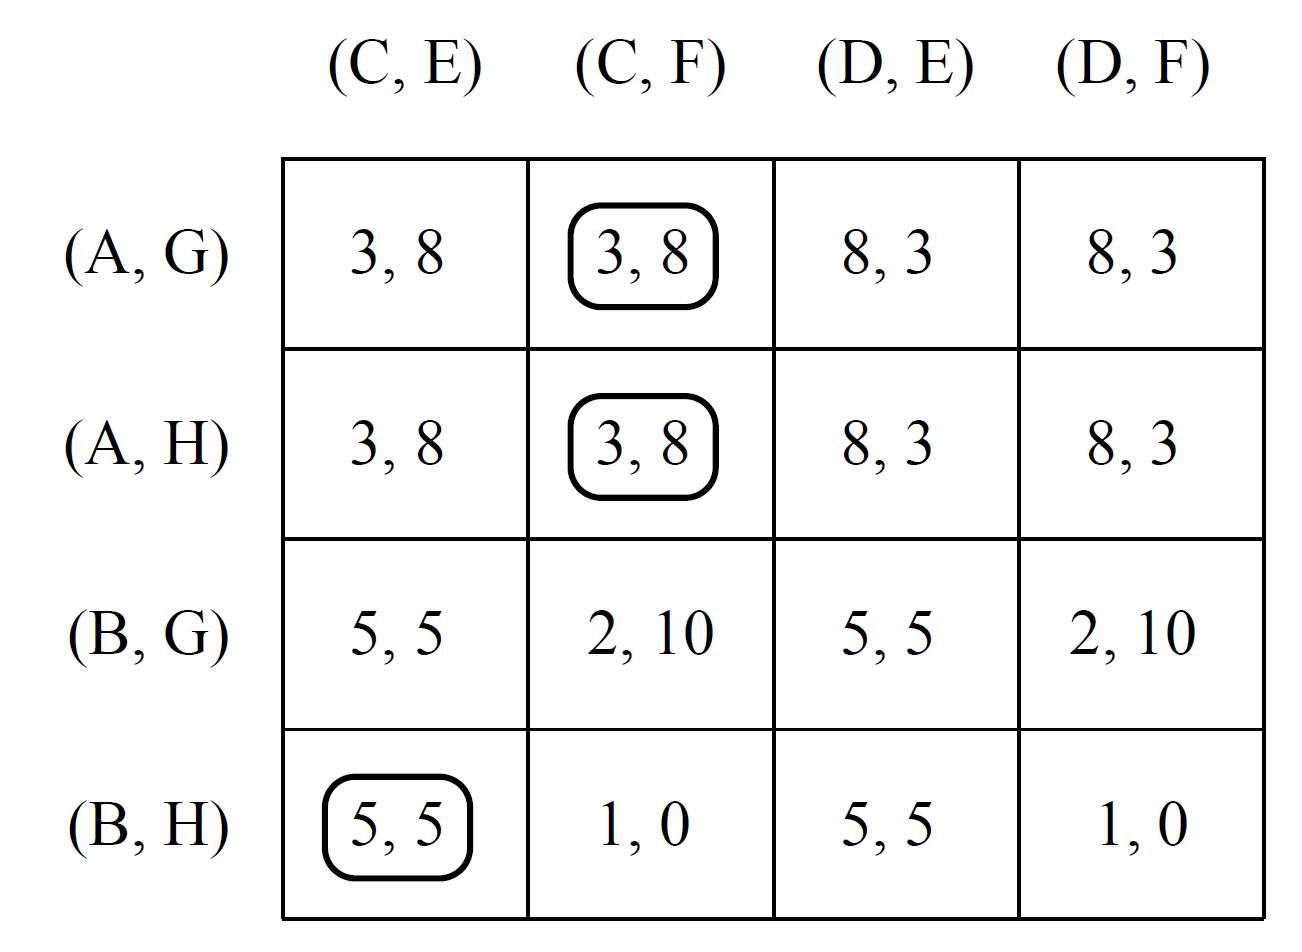 (C, E) (C, F) (D, E) (D, F)
(A, G) 3, 8 3, 8 8, 3 8, 3
(A, H) 3, 8 3, 8 8, 3 8, 3
(B, G) 5, 5 2, 10 5, 5 2, 10
(B, H) 5, 5 1, 0 5, 5 1, 0